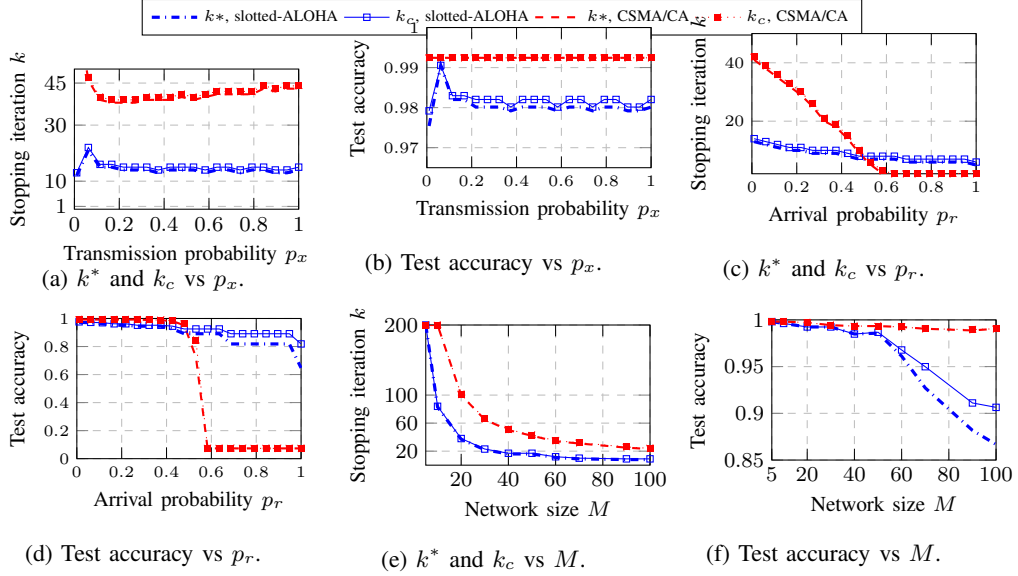 k∗, slotted-ALOHA k_c, slotted-ALOHA k∗, CSMA/CA k_c, CSMA/CA
Stopping iteration k
45
30
10
1
0 0.2 0.4 0.6 0.8 1
Transmission probability p_x
(a) k* and k_c vs p_x.
Test accuracy
1
0.99
0.98
0.97
0 0.2 0.4 0.6 0.8 1
Transmission probability p_x
(b) Test accuracy vs p_x.
Stopping iteration k
40
20
0 0.2 0.4 0.6 0.8 1
Arrival probability p_r
(c) k* and k_c vs p_r.
Test accuracy
1
0.8
0.6
0.4
0.2
0
0 0.2 0.4 0.6 0.8 1
Arrival probability p_r
(d) Test accuracy vs p_r.
Stopping iteration k
200
100
60
20
20 40 60 80 100
Network size M
(e) k* and k_c vs M.
Test accuracy
1
0.95
0.9
0.85
5 20 40 60 80 100
Network size M
(f) Test accuracy vs M.